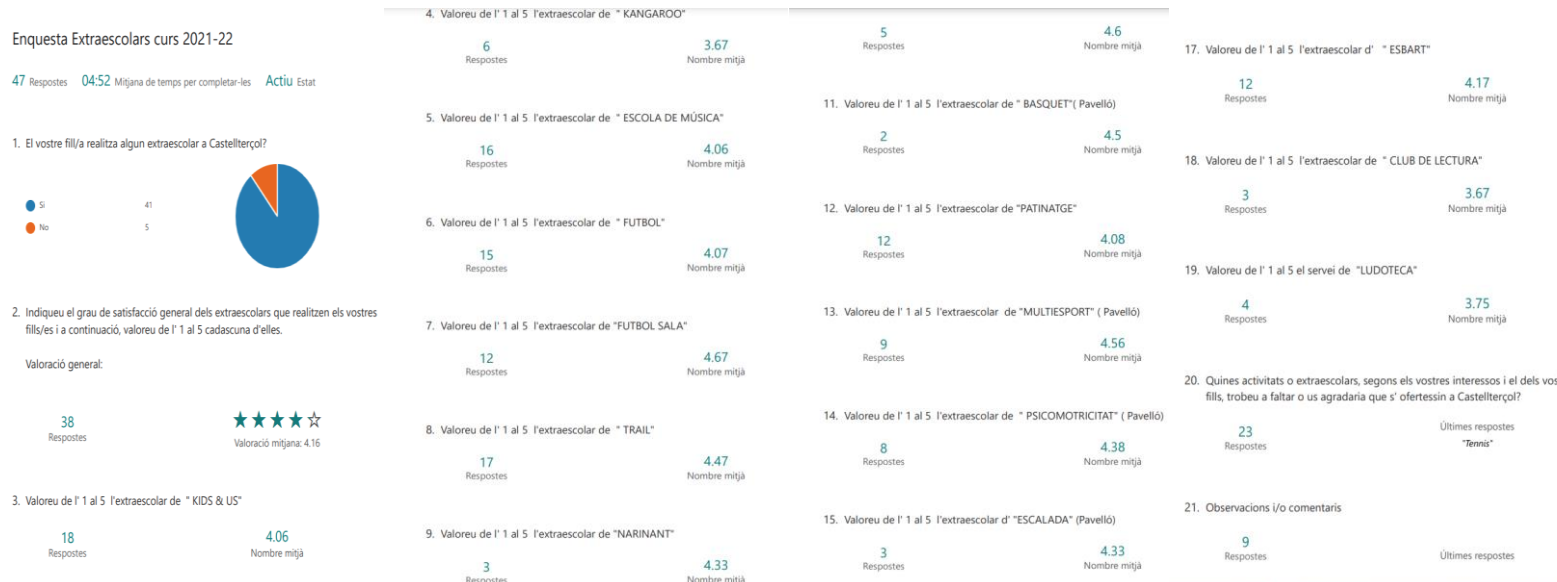 Enquesta Extraescolars curs 2021-22
47 Respostes 04:52 Mitjana de temps per completar-les Actiu Estat
1. El vostre fill/a realitza algun extraescolar a Castellterçol?
Si 41
No 5
2. Indiqueu el grau de satisfacció general dels extraescolars que realitzen els vostres
fills/es i a continuació, valoreu de l' 1 al 5 cadascuna d'elles.
Valoració general:
38
Respostes
Valoració mitjana: 4.16
3. Valoreu de l' 1 al 5 l'extraescolar de " KIDS & US"
18 4.06
Respostes Nombre mitjà
4. Valoreu de l' 1 al 5 l'extraescolar de " KANGAROO"
6 3.67
Respostes Nombre mitjà
5. Valoreu de l' 1 al 5 l'extraescolar de " ESCOLA DE MÚSICA"
16 4.06
Respostes Nombre mitjà
6. Valoreu de l' 1 al 5 l'extraescolar de " FUTBOL"
15 4.07
Respostes Nombre mitjà
7. Valoreu de l' 1 al 5 l'extraescolar de "FUTBOL SALA"
12 4.67
Respostes Nombre mitjà
8. Valoreu de l' 1 al 5 l'extraescolar de " TRAIL"
17 4.47
Respostes Nombre mitjà
9. Valoreu de l' 1 al 5 l'extraescolar de "NARINANT"
3 4.33
Respostes Nombre mitjà
5 4.6
Respostes Nombre mitjà
11. Valoreu de l' 1 al 5 l'extraescolar de " BASQUET"( Pavelló)
2 4.5
Respostes Nombre mitjà
12. Valoreu de l' 1 al 5 l'extraescolar de "PATINATGE"
12 4.08
Respostes Nombre mitjà
13. Valoreu de l' 1 al 5 l'extraescolar de "MULTIESPORT" ( Pavelló)
9 4.56
Respostes Nombre mitjà
14. Valoreu de l' 1 al 5 l'extraescolar de " PSICOMOTRICITAT" ( Pavelló)
8 4.38
Respostes Nombre mitjà
15. Valoreu de l' 1 al 5 l'extraescolar d' "ESCALADA" (Pavelló)
3 4.33
Respostes Nombre mitjà
17. Valoreu de l' 1 al 5 l'extraescolar d' " ESBART"
12 4.17
Respostes Nombre mitjà
18. Valoreu de l' 1 al 5 l'extraescolar de " CLUB DE LECTURA"
3 3.67
Respostes Nombre mitjà
19. Valoreu de l' 1 al 5 el servei de "LUDOTECA"
4 3.75
Respostes Nombre mitjà
20. Quines activitats o extraescolars, segons els vostres interessos i el dels vos
fills, trobeu a faltar o us agradaria que s' ofertessin a Castellterçol?
23 Últimes respostes
Respostes "Tennis"
21. Observacions i/o comentaris
9
Respostes Últimes respostes